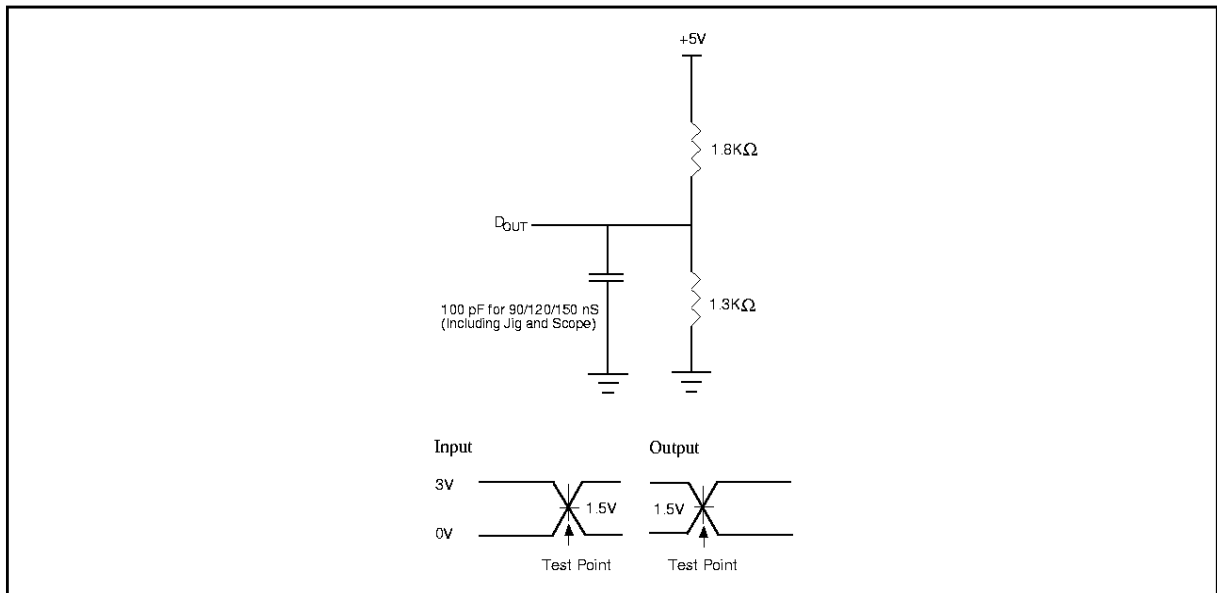 +5V
1.8KΩ
DOUT
1.3KΩ
100 pF for 90/120/150 nS
(Including Jig and Scope)
Input
Output
3V
1.5V
1.5V
0V
Test Point
Test Point